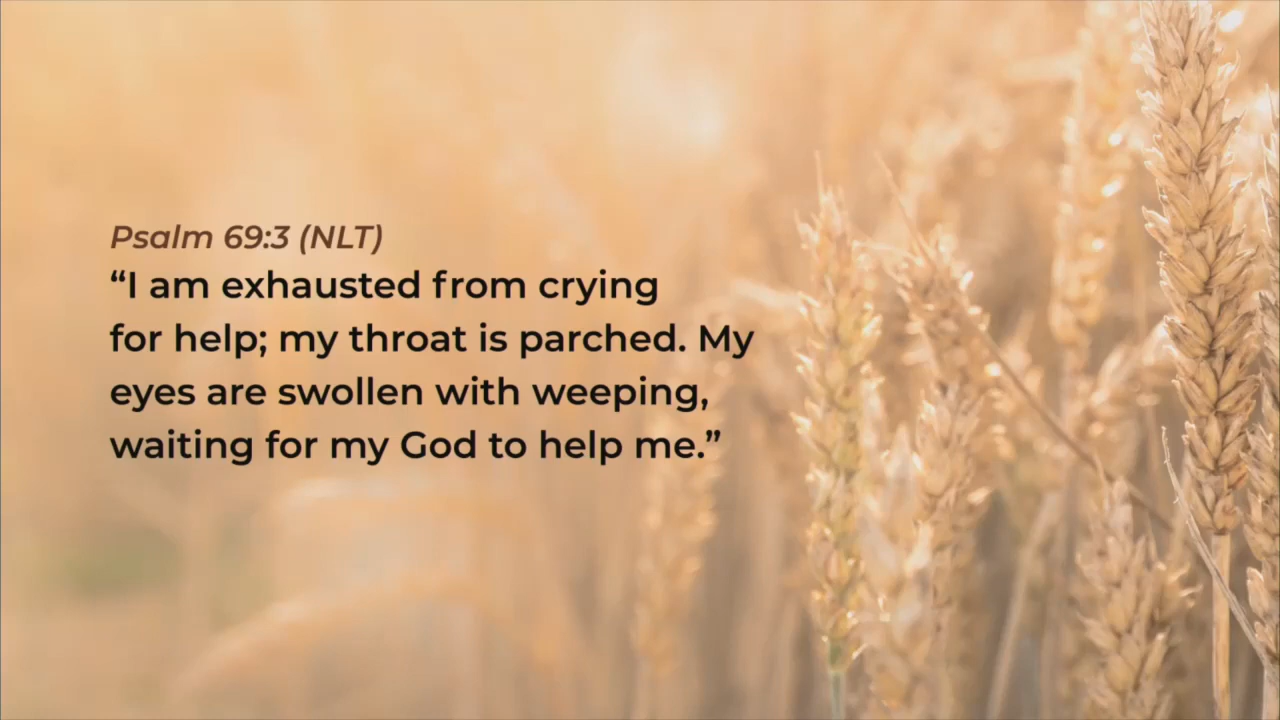 Psalm 69:3 (NLT)
“I am exhausted from crying
for help; my throat is parched. My
eyes are swollen with weeping,
waiting for my God to help me.”